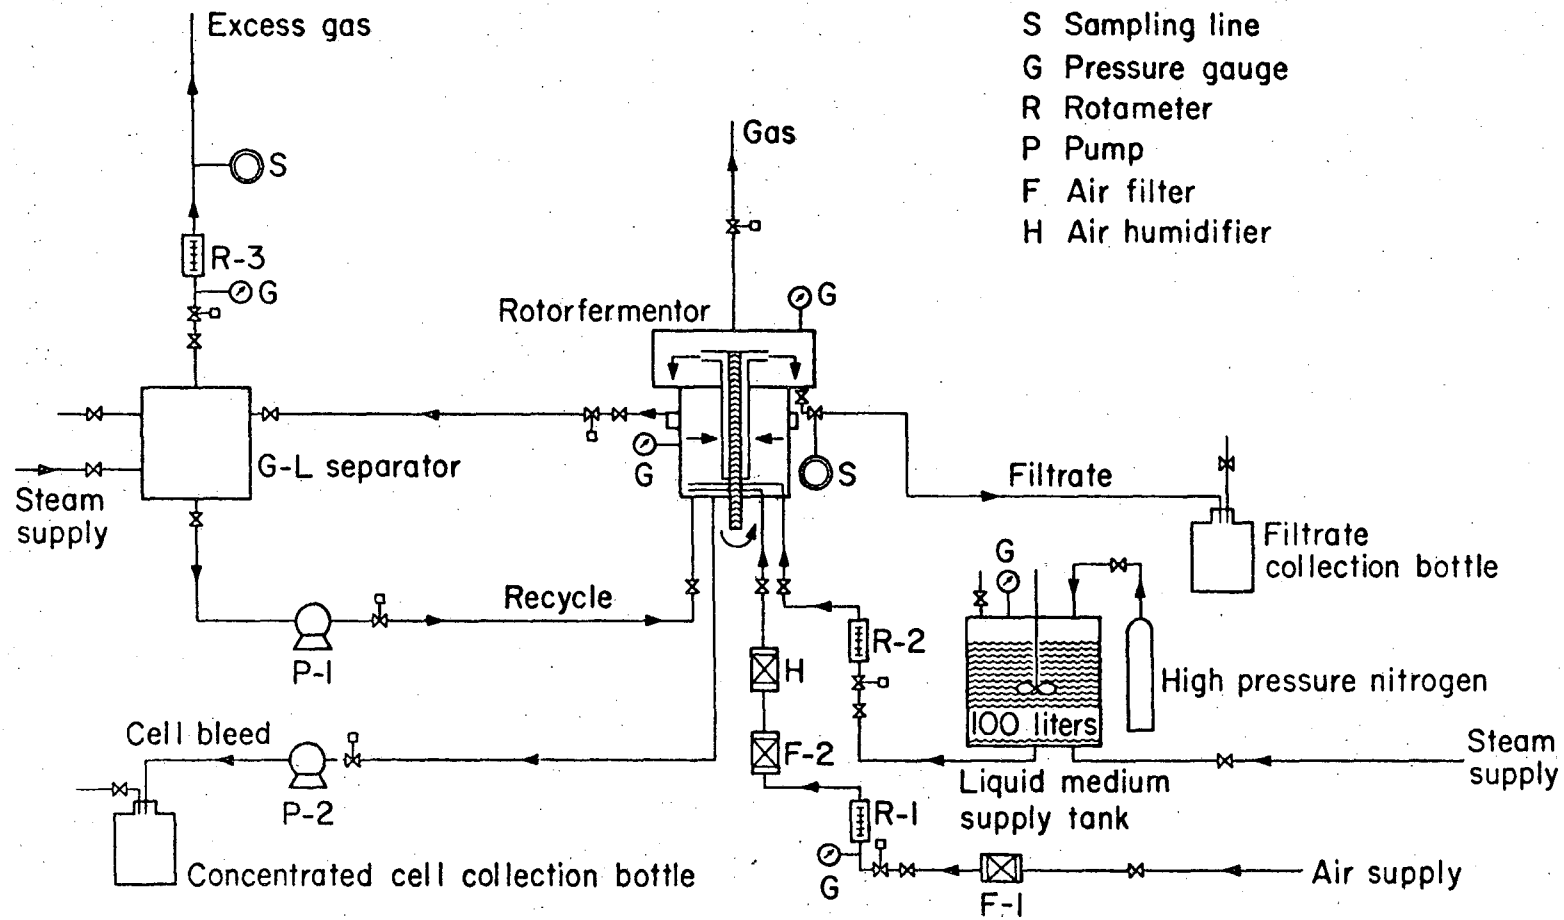 Excess gas
S Sampling line
G Pressure gauge
R Rotameter
P Pump
F Air filter
H Air humidifier
Gas
S
R-3
G
G
Rotorfermentor
G-L separator
G
S
Steam
supply
Filtrate
Filtrate
collection bottle
G
Recycle
P-1
R-2
H
High pressure nitrogen
100 liters
Cell bleed
F-2
Steam
supply
Liquid medium
supply tank
P-2
R-1
Concentrated cell collection bottle
G
F-1
Air supply